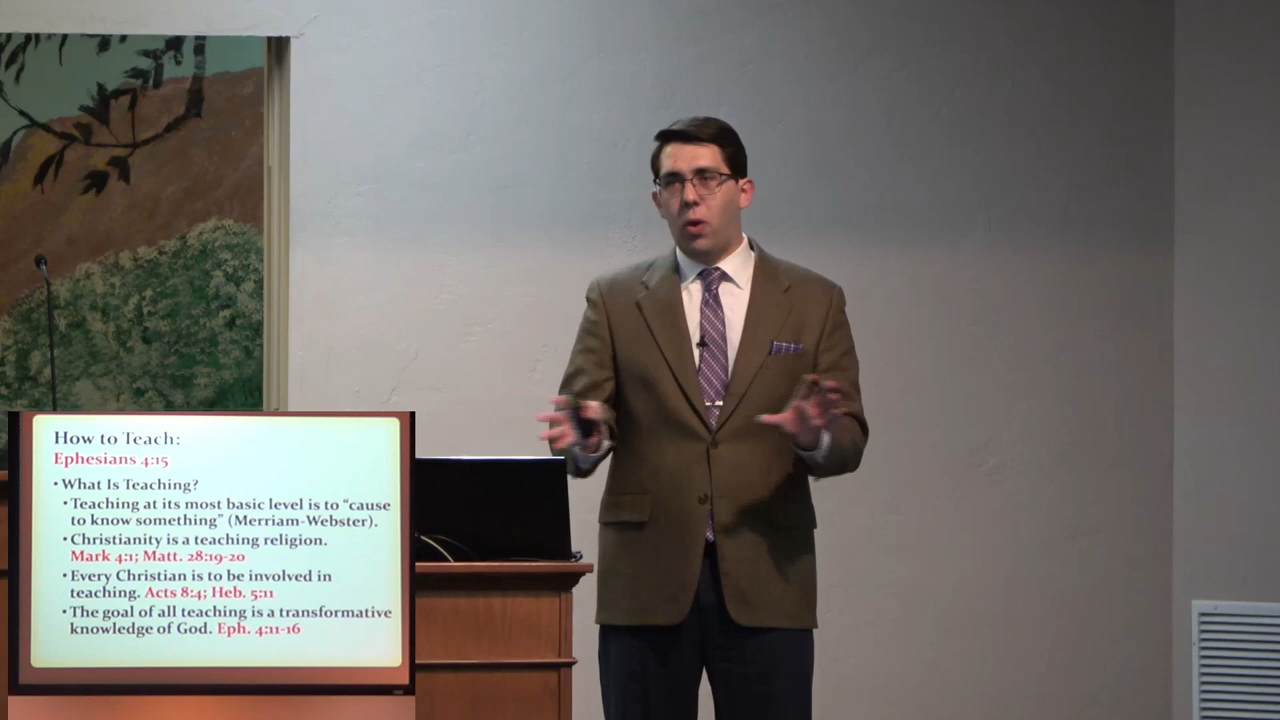 How to Teach:
Ephesians 4:15
• What Is Teaching?
• Teaching at its most basic level is to “cause
to know something” (Merriam-Webster).
• Christianity is a teaching religion.
Mark 4:1; Matt. 28:19-20
• Every Christian is to be involved in
teaching. Acts 8:4; Heb. 5:11
• The goal of all teaching is a transformative
knowledge of God. Eph. 4:11-16